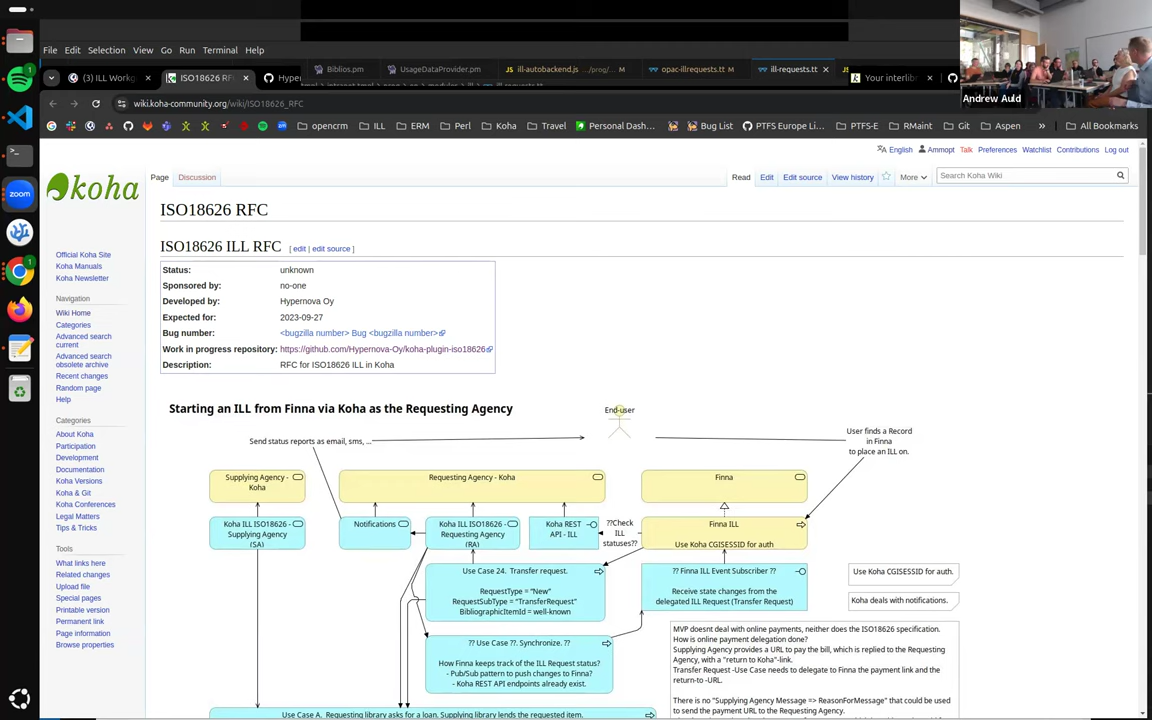 File Edit Selection View Go Run Terminal Help
Biblios.pm UsageDataProvider.pm JS ill-autobackend.js .../prog/... M opac-illrequests.tt M ill-requests.tt JS
(3) ILL Workg ISO18626 RF Hyper Your interlib
Andrew Auld
wiki.koha-community.org/wiki/ISO18626_RFC
opencrm ILL ERM Perl Koha Travel Personal Dash... Bug List PTFS Europe Li... PTFS-E RMaint Git Aspen » All Bookmarks
English Ammopt Talk Preferences Watchlist Contributions Log out
koha
Page Discussion Read Edit Edit source View history More Search Koha Wiki
ISO18626 RFC
ISO18626 ILL RFC [ edit | edit source ]
Status: unknown
Sponsored by: no-one
Developed by: Hypernova Oy
Expected for: 2023-09-27
Bug number: <bugzilla number> Bug <bugzilla number>
Work in progress repository: https://github.com/Hypernova-Oy/koha-plugin-iso18626
Description: RFC for ISO18626 ILL in Koha
Official Koha Site
Koha Manuals
Koha Newsletter
Navigation
Wiki Home
Categories
Advanced search
current
Advanced search
obsolete archive
Recent changes
Random page
Help
Categories
About Koha
Participation
Development
Documentation
Koha Versions
Koha & Git
Koha Conferences
Legal Matters
Tips & Tricks
Tools
What links here
Related changes
Upload file
Special pages
Printable version
Permanent link
Page information
Browse properties
Starting an ILL from Finna via Koha as the Requesting Agency
End-user
Send status reports as email, sms, ...
User finds a Record
in Finna
to place an ILL on.
Supplying Agency -
Koha
Requesting Agency - Koha
Finna
Koha ILL ISO18626 -
Supplying Agency
(SA)
Notifications
Koha ILL ISO18626 -
Requesting Agency
(RA)
Koha REST
API - ILL
??Check
ILL
statuses??
Finna ILL
Use Koha CGISESSID for auth
Use Case 24. Transfer request.
RequestType = "New"
RequestSubType = "TransferRequest"
BibliographicItemId = well-known
?? Finna ILL Event Subscriber ??
Receive state changes from the
delegated ILL Request (Transfer Request)
Use Koha CGISESSID for auth.
Koha deals with notifications.
?? Use Case ??. Synchronize. ??
How Finna keeps track of the ILL Request status?
- Pub/Sub pattern to push changes to Finna?
- Koha REST API endpoints already exist.
MVP doesnt deal with online payments, neither does the ISO18626 specification.
How is online payment delegation done?
Supplying Agency provides a URL to pay the bill, which is replied to the Requesting
Agency, with a "return to Koha"-link.
Transfer Request -Use Case needs to delegate to Finna the payment link and the
return-to -URL.
There is no "Supplying Agency Message => ReasonForMessage" that could be used
to send the payment URL to the Requesting Agency.
Use Case A. Requesting library asks for a loan. Supplying library lends the requested item.